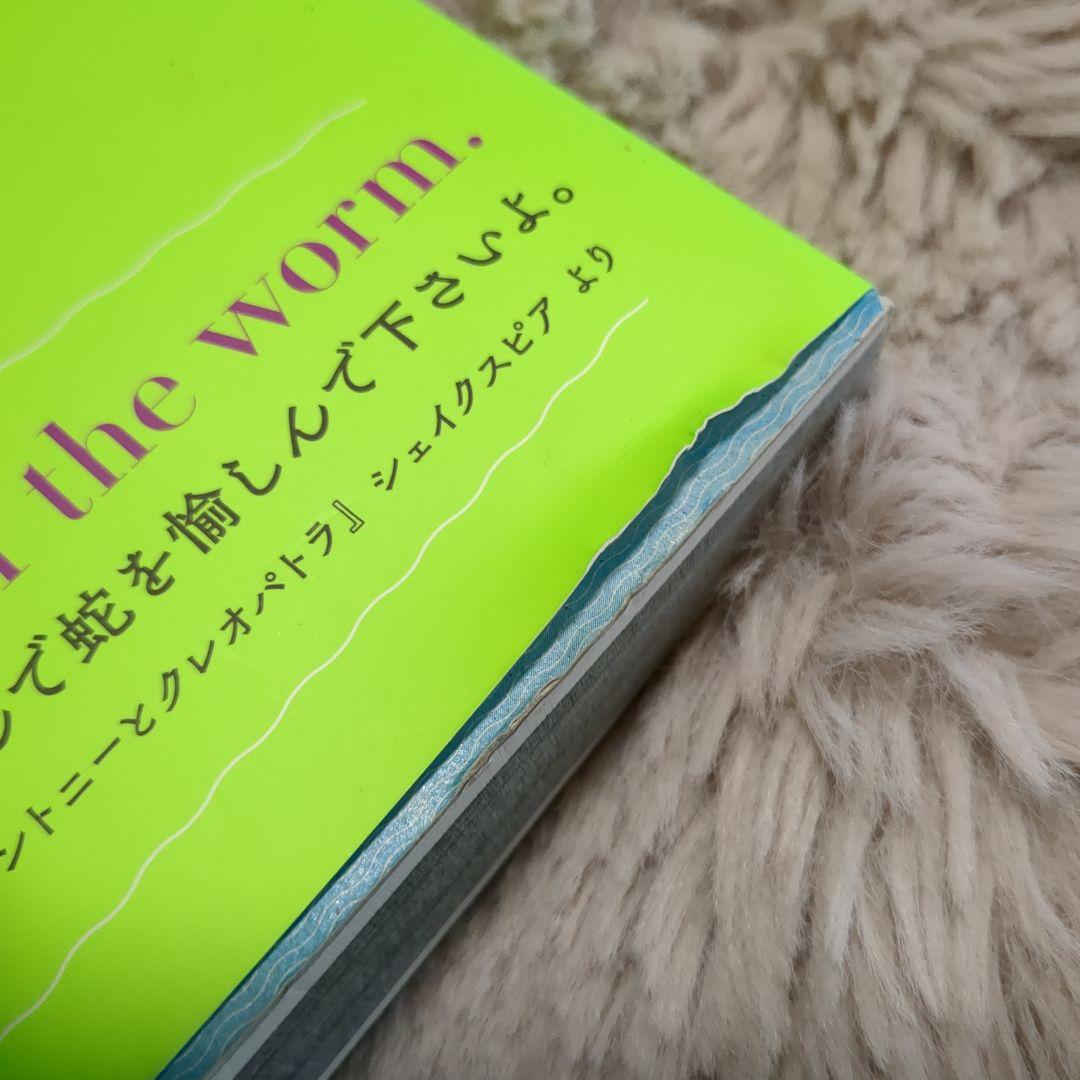 the worm.
で蛇を愉しんで下さいよ。
ントニーとクレオパトラ』シェイクスピア より